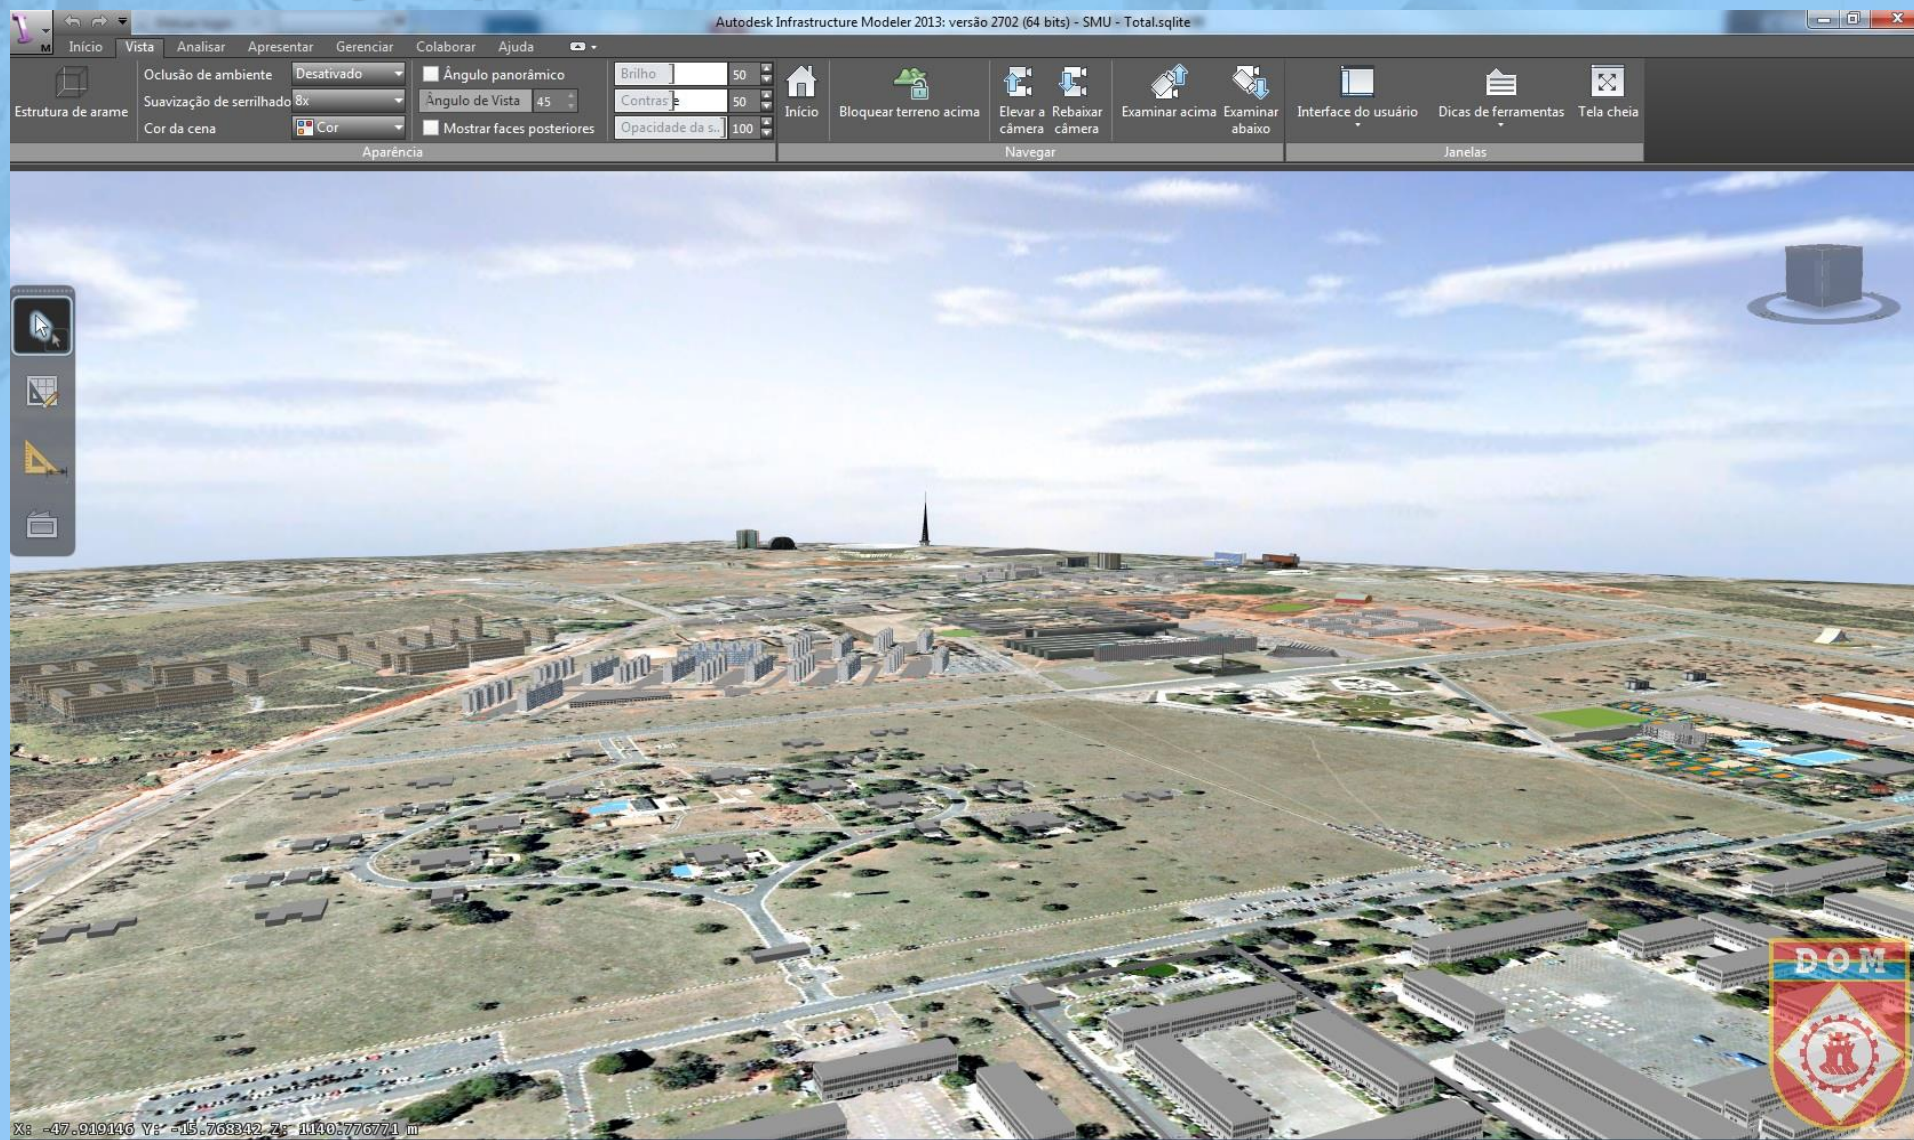 Autodesk Infrastructure Modeler 2013: versão 2702 (64 bits) - SMU - Total.sqlite
M
Início Vista Analisar Apresentar Gerenciar Colaborar Ajuda
Estrutura de arame
Oclusão de ambiente Desativado
Suavização de serrilhado 8x
Cor da cena Cor
Ângulo panorâmico
Ângulo de Vista 45
Mostrar faces posteriores
Brilho 50
Contraste 50
Opacidade da s.. 100
Aparência
Início
Bloquear terreno acima
Elevar a câmera
Rebaixar câmera
Examinar acima
Examinar abaixo
Navegar
Interface do usuário
Dicas de ferramentas
Tela cheia
Janelas
DOM
X: -47.919146 Y: -15.768342 Z: 1140.776771 m